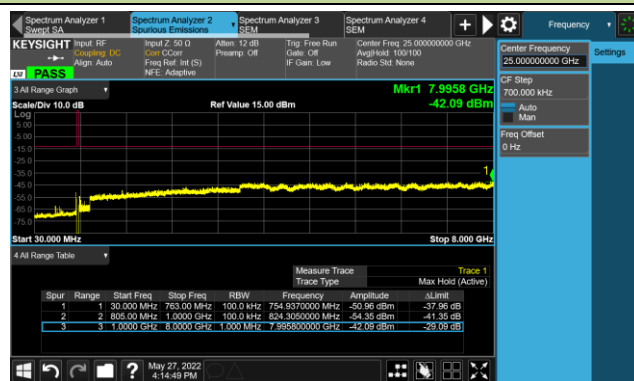 Spectrum Analyzer 1
Swept SA
Spectrum Analyzer 2
Spurious Emissions
Spectrum Analyzer 3
SEM
Spectrum Analyzer 4
SEM
Frequency
KEYSIGHT
Input: RF
Coupling: DC
Align: Auto
Input Z: 50 Ω
Corr CCorr
Freq Ref: Int (S)
NFE: Adaptive
Atten: 12 dB
Preamp: Off
Trig: Free Run
Gate: Off
IF Gain: Low
Center Freq: 25.000000000 GHz
Avg|Hold: 100/100
Radio Std: None
LXI PASS
Center Frequency
25.000000000 GHz
Settings
CF Step
700.000 kHz
Auto
Man
Freq Offset
0 Hz
3 All Range Graph
Mkr1 7.9958 GHz
Scale/Div 10.0 dB
Ref Value 15.00 dBm
-42.09 dBm
Log
5.00
-5.00
-15.0
-25.0
-35.0
-45.0
-55.0
-65.0
-75.0
1
Start 30.000 MHz
Stop 8.000 GHz
4 All Range Table
Measure Trace Trace 1
Trace Type Max Hold (Active)
Spur Range Start Freq Stop Freq RBW Frequency Amplitude ΔLimit
1 1 30.000 MHz 763.00 MHz 100.0 kHz 754.9370000 MHz -50.96 dBm -37.96 dB
2 2 805.00 MHz 1.0000 GHz 100.0 kHz 824.3050000 MHz -54.35 dBm -41.35 dB
3 3 1.0000 GHz 8.0000 GHz 1.000 MHz 7.995800000 GHz -42.09 dBm -29.09 dB
May 27, 2022
4:14:49 PM